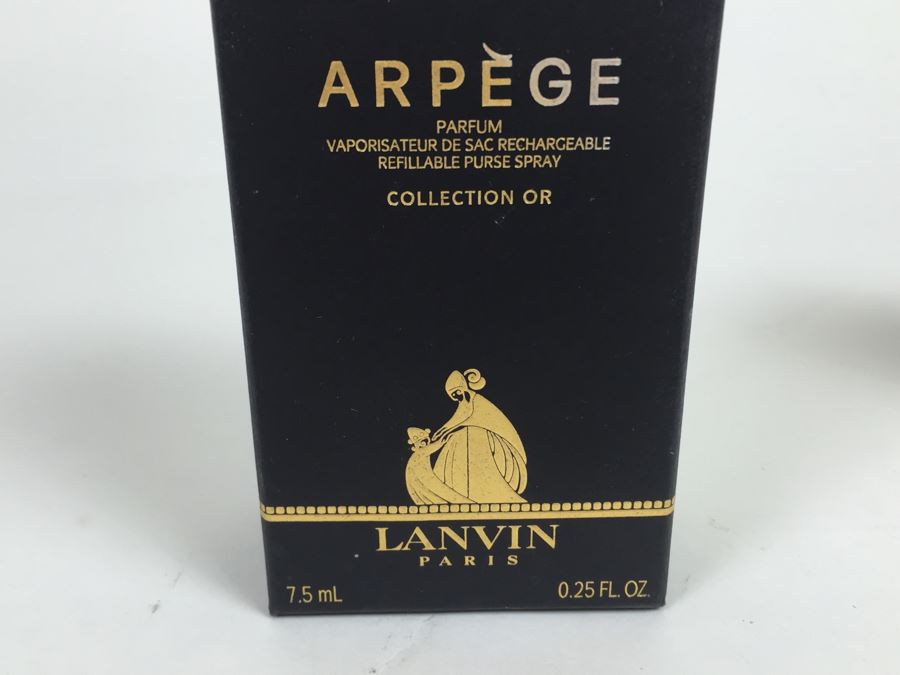 ARPÈGE
PARFUM
VAPORISATEUR DE SAC RECHARGEABLE
REFILLABLE PURSE SPRAY
COLLECTION OR
LANVIN
PARIS
7.5 mL 0.25 FL. OZ.